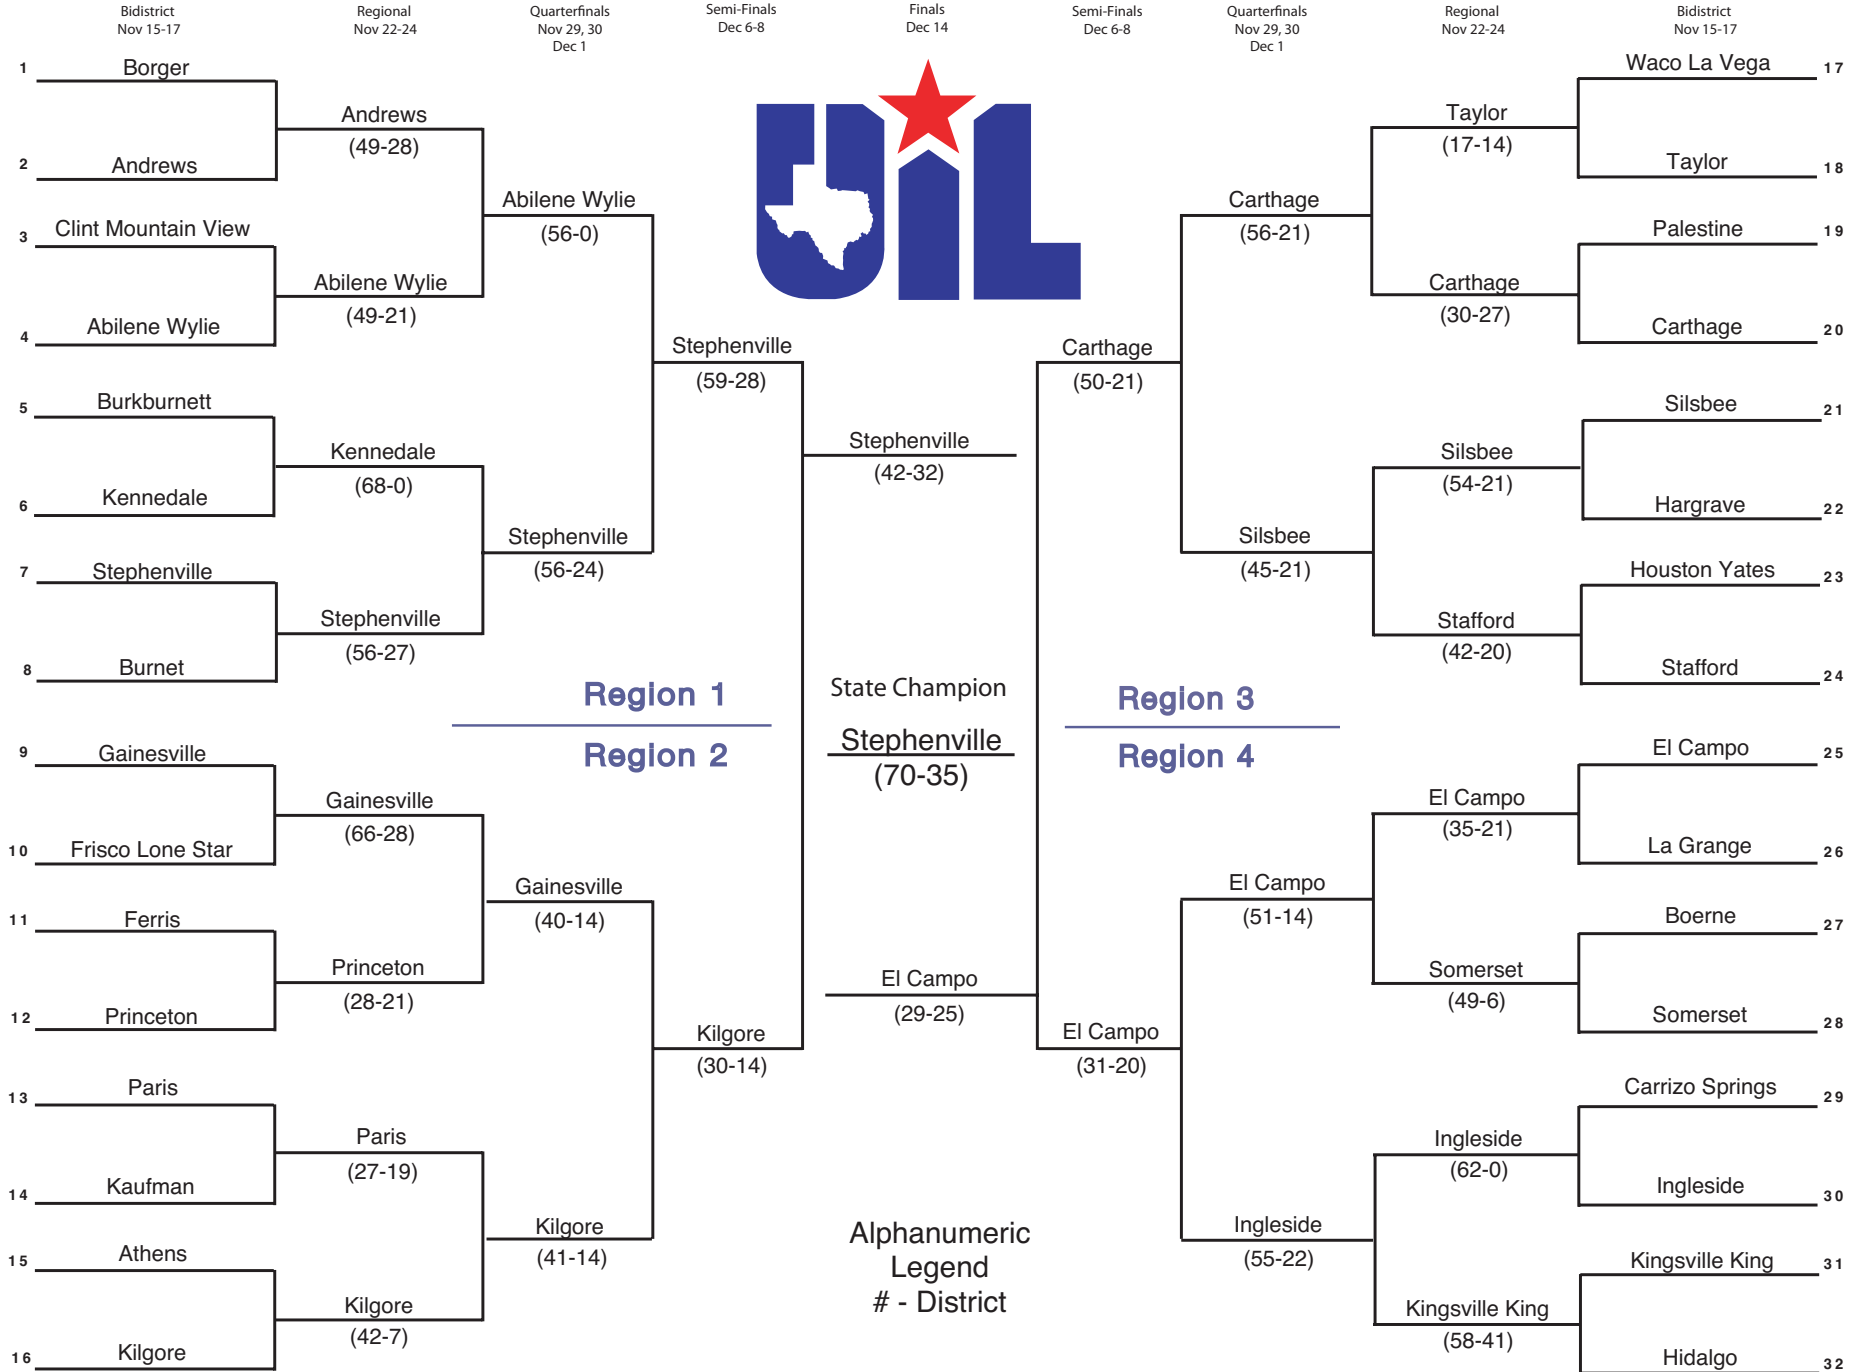 Bidistrict
Nov 15-17
Regional
Nov 22-24
Quarterfinals
Nov 29, 30
Dec 1
Semi-Finals
Dec 6-8
Finals
Dec 14
Semi-Finals
Dec 6-8
Quarterfinals
Nov 29, 30
Dec 1
Regional
Nov 22-24
Bidistrict
Nov 15-17
UIL
1 Borger
2 Andrews
3 Clint Mountain View
4 Abilene Wylie
5 Burkburnett
6 Kennedale
7 Stephenville
8 Burnet
9 Gainesville
10 Frisco Lone Star
11 Ferris
12 Princeton
13 Paris
14 Kaufman
15 Athens
16 Kilgore
Andrews
(49-28)
Abilene Wylie
(49-21)
Kennedale
(68-0)
Stephenville
(56-27)
Gainesville
(66-28)
Princeton
(28-21)
Paris
(27-19)
Kilgore
(42-7)
Abilene Wylie
(56-0)
Stephenville
(56-24)
Gainesville
(40-14)
Kilgore
(41-14)
Stephenville
(59-28)
Kilgore
(30-14)
Region 1
Region 2
Stephenville
(42-32)
State Champion
Stephenville
(70-35)
El Campo
(29-25)
Alphanumeric
Legend
# - District
Carthage
(50-21)
El Campo
(31-20)
Region 3
Region 4
Carthage
(56-21)
Silsbee
(45-21)
El Campo
(51-14)
Ingleside
(55-22)
Taylor
(17-14)
Carthage
(30-27)
Silsbee
(54-21)
Stafford
(42-20)
El Campo
(35-21)
Somerset
(49-6)
Ingleside
(62-0)
Kingsville King
(58-41)
Waco La Vega 17
Taylor 18
Palestine 19
Carthage 20
Silsbee 21
Hargrave 22
Houston Yates 23
Stafford 24
El Campo 25
La Grange 26
Boerne 27
Somerset 28
Carrizo Springs 29
Ingleside 30
Kingsville King 31
Hidalgo 32